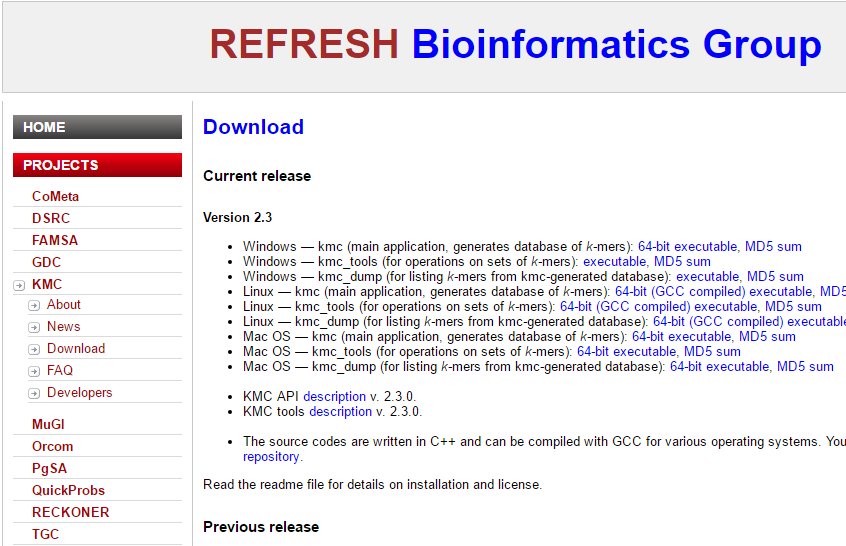 REFRESH Bioinformatics Group
HOME
PROJECTS
CoMeta
DSRC
FAMSA
GDC
KMC
About
News
Download
FAQ
Developers
MuGI
Orcom
PgSA
QuickProbs
RECKONER
TGC
Download
Current release
Version 2.3
Windows — kmc (main application, generates database of k-mers): 64-bit executable, MD5 sum
Windows — kmc_tools (for operations on sets of k-mers): executable, MD5 sum
Windows — kmc_dump (for listing k-mers from kmc-generated database): executable, MD5 sum
Linux — kmc (main application, generates database of k-mers): 64-bit (GCC compiled) executable, MD5
Linux — kmc_tools (for operations on sets of k-mers): 64-bit (GCC compiled) executable, MD5 sum
Linux — kmc_dump (for listing k-mers from kmc-generated database): 64-bit (GCC compiled) executable
Mac OS — kmc (main application, generates database of k-mers): 64-bit executable, MD5 sum
Mac OS — kmc_tools (for operations on sets of k-mers): 64-bit executable, MD5 sum
Mac OS — kmc_dump (for listing k-mers from kmc-generated database): 64-bit executable, MD5 sum
KMC API description v. 2.3.0.
KMC tools description v. 2.3.0.
The source codes are written in C++ and can be compiled with GCC for various operating systems. You
repository.
Read the readme file for details on installation and license.
Previous release